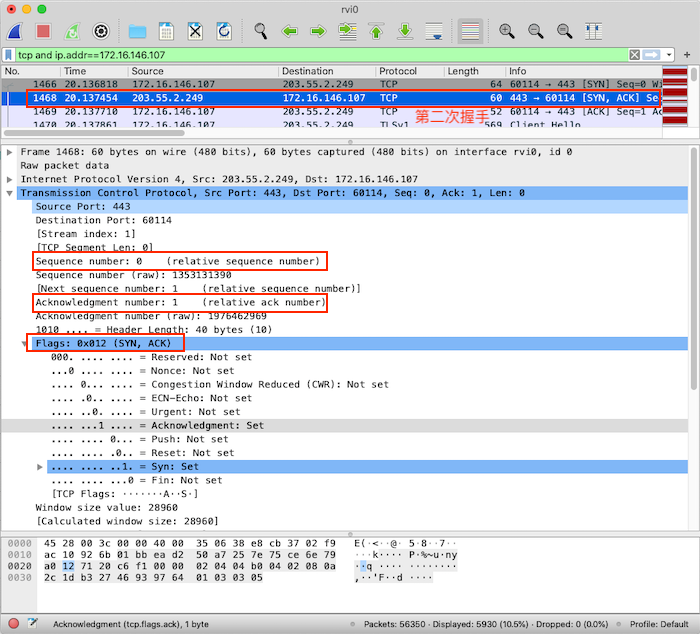 rvi0
tcp and ip.addr==172.16.146.107
No. Time Source Destination Protocol Length Info
1466 20.136818 172.16.146.107 203.55.2.249 TCP 64 60114 → 443 [SYN] Seq=0 Wi
1468 20.137454 203.55.2.249 172.16.146.107 TCP 60 443 → 60114 [SYN, ACK] Se
1469 20.137710 172.16.146.107 203.55.2.249 TCP 52 60114 → 443 [ACK] Seq=1 A
1470 20.137861 172.16.146.107 203.55.2.249 TLSv1 569 Client Hello
第二次握手
Frame 1468: 60 bytes on wire (480 bits), 60 bytes captured (480 bits) on interface rvi0, id 0
Raw packet data
Internet Protocol Version 4, Src: 203.55.2.249, Dst: 172.16.146.107
Transmission Control Protocol, Src Port: 443, Dst Port: 60114, Seq: 0, Ack: 1, Len: 0
Source Port: 443
Destination Port: 60114
[Stream index: 1]
[TCP Segment Len: 0]
Sequence number: 0 (relative sequence number)
Sequence number (raw): 1353131390
[Next sequence number: 1 (relative sequence number)]
Acknowledgment number: 1 (relative ack number)
Acknowledgment number (raw): 1976462969
1010 .... = Header Length: 40 bytes (10)
Flags: 0x012 (SYN, ACK)
000. .... .... = Reserved: Not set
...0 .... .... = Nonce: Not set
.... 0... .... = Congestion Window Reduced (CWR): Not set
.... .0.. .... = ECN-Echo: Not set
.... ..0. .... = Urgent: Not set
.... ...1 .... = Acknowledgment: Set
.... .... 0... = Push: Not set
.... .... .0.. = Reset: Not set
.... .... ..1. = Syn: Set
.... .... ...0 = Fin: Not set
[TCP Flags: ·······A··S·]
Window size value: 28960
[Calculated window size: 28960]
0000 45 28 00 3c 00 00 40 00 35 06 38 e8 cb 37 02 f9 E(·<··@· 5·8··7··
0010 ac 10 92 6b 01 bb ea d2 50 a7 25 7e 75 ce 6e 79 ···k···· P·%~u·ny
0020 a0 12 71 20 c6 f1 00 00 02 04 04 b0 04 02 08 0a ··q ···· ········
0030 2c 1d b3 27 46 93 97 64 01 03 03 05 ,··'F··d ····
Acknowledgment (tcp.flags.ack), 1 byte
Packets: 56350 · Displayed: 5930 (10.5%) · Dropped: 0 (0.0%)
Profile: Default